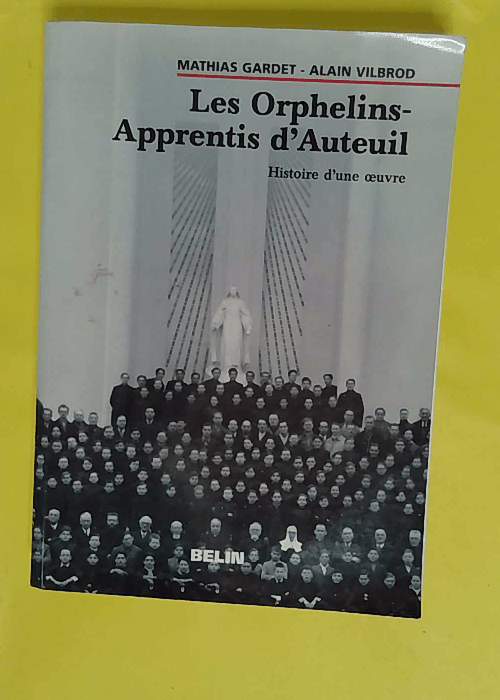 MATHIAS GARDET - ALAIN VILBROD
Les Orphelins-
Apprentis d'Auteuil
Histoire d'une œuvre
BELIN